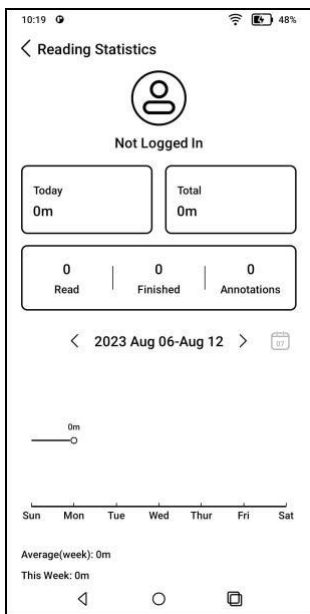 10:19 48%
Reading Statistics
Not Logged In
Today Total
0m 0m
0 0 0
Read Finished Annotations
2023 Aug 06-Aug 12 07
0m
Sun Mon Tue Wed Thur Fri Sat
Average(week): 0m
This Week: 0m